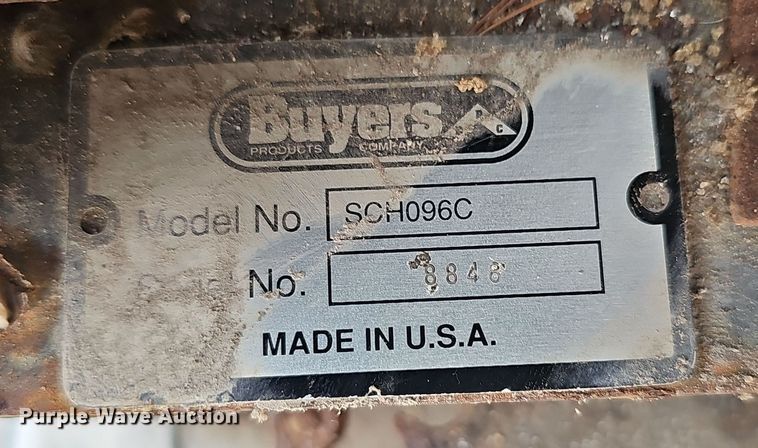 Buyers
PRODUCTS COMPANY
Model No. SCH096C
No. 8848
MADE IN U.S.A.
Purple Wave Auction